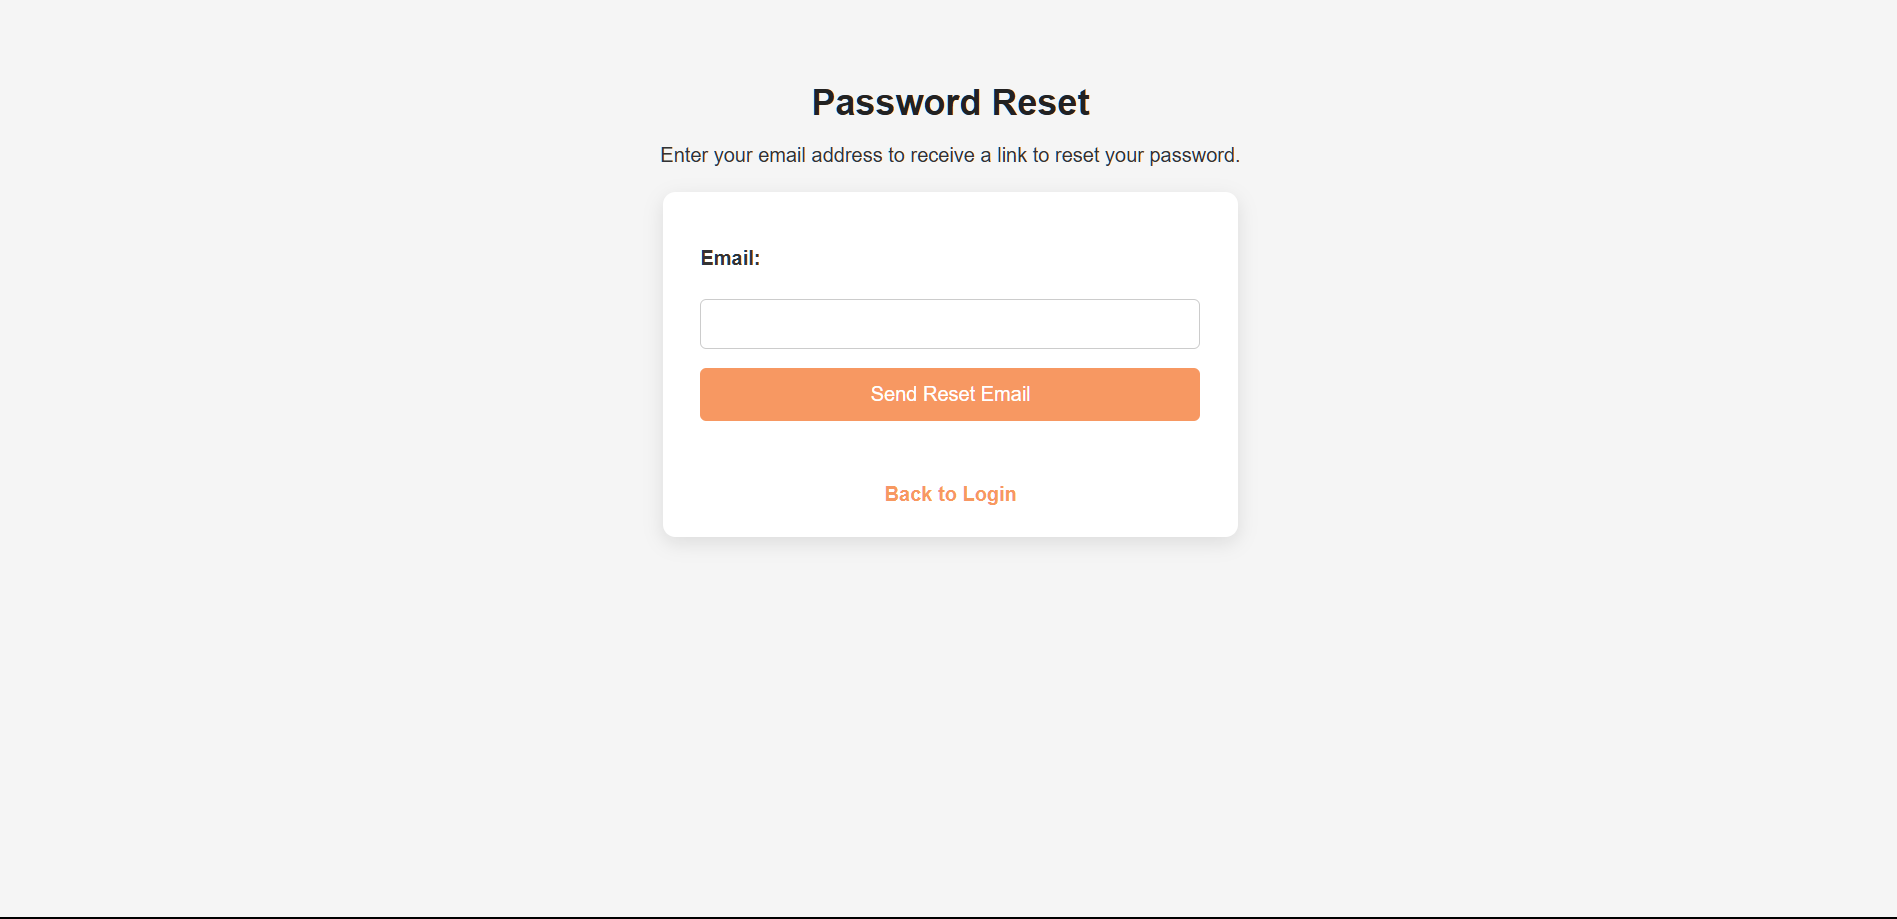 Password Reset
Enter your email address to receive a link to reset your password.
Email:
Send Reset Email
Back to Login